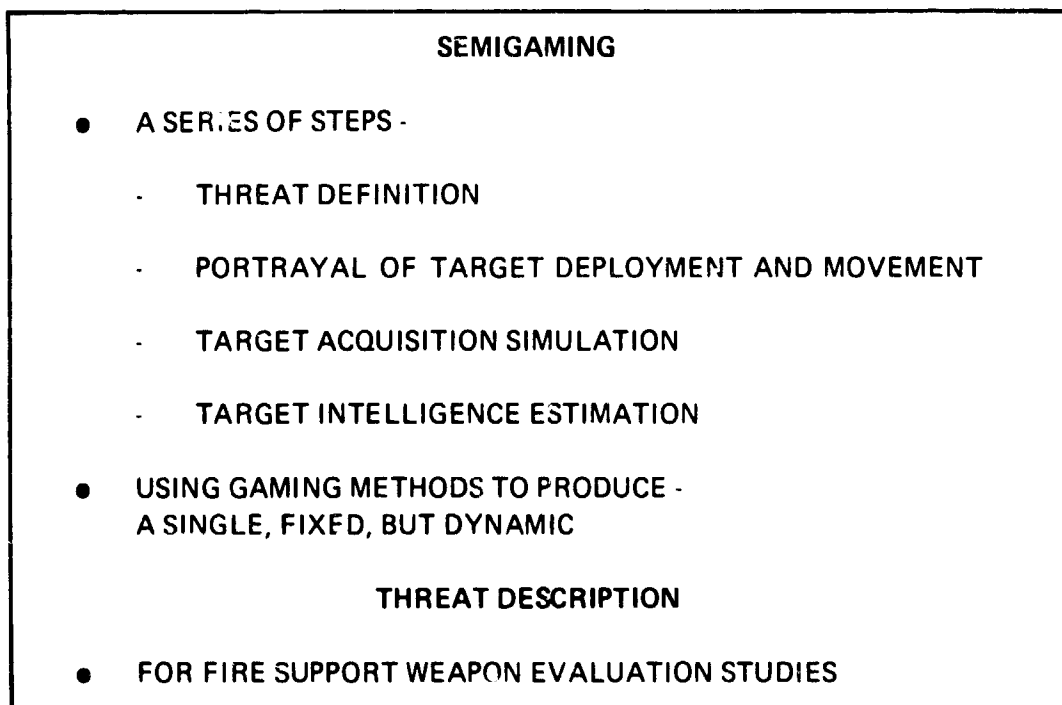 SEMIGAMING
● A SERIES OF STEPS -
- THREAT DEFINITION
- PORTRAYAL OF TARGET DEPLOYMENT AND MOVEMENT
- TARGET ACQUISITION SIMULATION
- TARGET INTELLIGENCE ESTIMATION
● USING GAMING METHODS TO PRODUCE -
A SINGLE, FIXED, BUT DYNAMIC
THREAT DESCRIPTION
● FOR FIRE SUPPORT WEAPON EVALUATION STUDIES